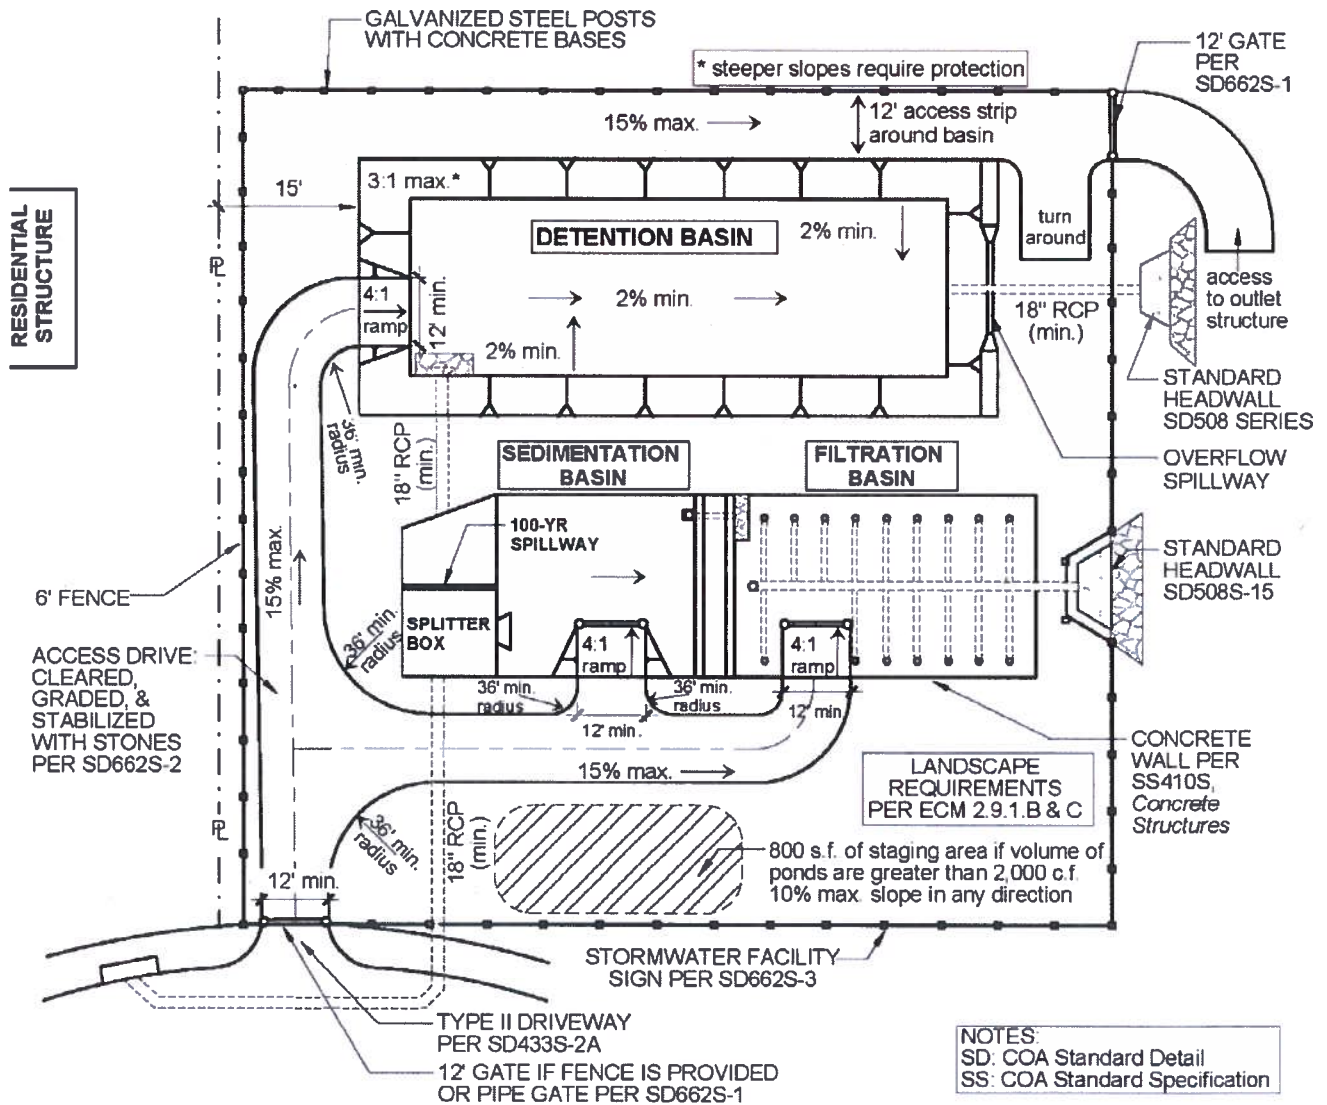 GALVANIZED STEEL POSTS
WITH CONCRETE BASES
12' GATE
PER
SD662S-1
* steeper slopes require protection
15% max.
12' access strip
around basin
RESIDENTIAL
STRUCTURE
15'
3:1 max.*
DETENTION BASIN
2% min.
turn
around
PL
4:1
ramp
12' min.
2% min.
2% min.
18" RCP
(min.)
access
to outlet
structure
STANDARD
HEADWALL
SD508 SERIES
36' min.
radius
18" RCP
(min.)
SEDIMENTATION
BASIN
FILTRATION
BASIN
OVERFLOW
SPILLWAY
100-YR
SPILLWAY
15% max.
STANDARD
HEADWALL
SD508S-15
6' FENCE
SPLITTER
BOX
4:1
ramp
4:1
ramp
36' min.
radius
ACCESS DRIVE:
CLEARED,
GRADED, &
STABILIZED
WITH STONES
PER SD662S-2
36' min.
radius
36' min.
radius
12' min.
12' min.
CONCRETE
WALL PER
SS410S,
Concrete
Structures
15% max.
LANDSCAPE
REQUIREMENTS
PER ECM 2.9.1.B & C
PL
36' min.
radius
18" RCP
(min.)
800 s.f. of staging area if volume of
ponds are greater than 2,000 c.f.
10% max. slope in any direction
12' min.
STORMWATER FACILITY
SIGN PER SD662S-3
TYPE II DRIVEWAY
PER SD433S-2A
12' GATE IF FENCE IS PROVIDED
OR PIPE GATE PER SD662S-1
NOTES:
SD: COA Standard Detail
SS: COA Standard Specification